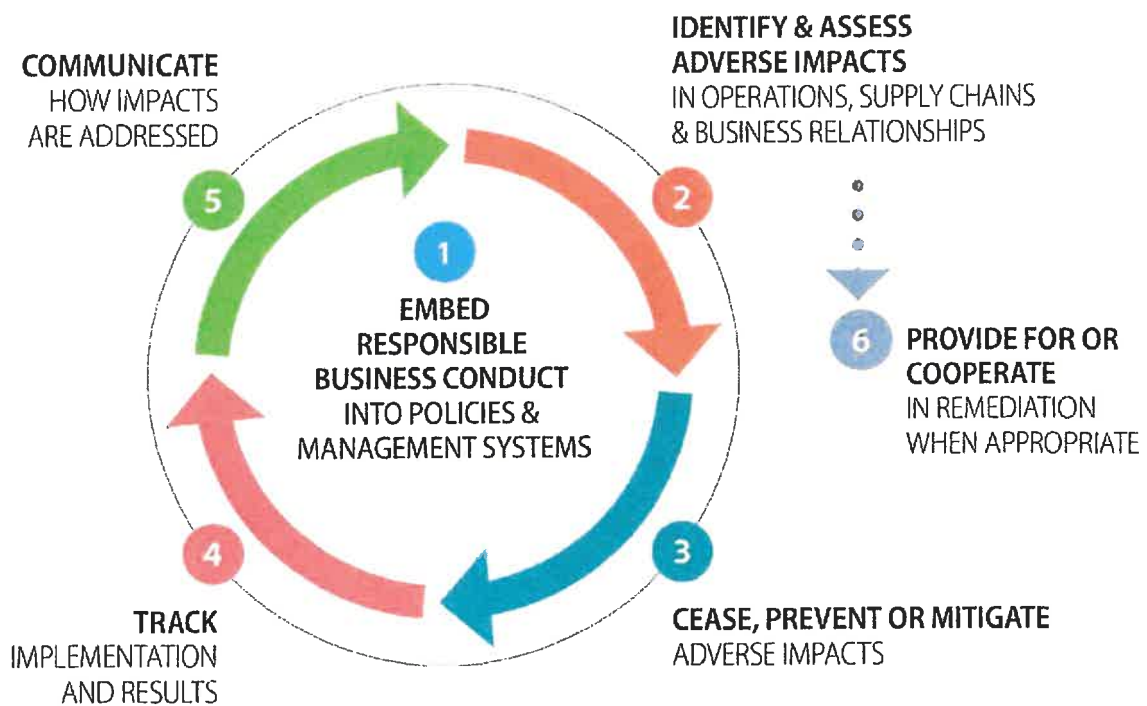 COMMUNICATE
HOW IMPACTS
ARE ADDRESSED
5
IDENTIFY & ASSESS
ADVERSE IMPACTS
IN OPERATIONS, SUPPLY CHAINS
& BUSINESS RELATIONSHIPS
2
1
EMBED
RESPONSIBLE
BUSINESS CONDUCT
INTO POLICIES &
MANAGEMENT SYSTEMS
6
PROVIDE FOR OR
COOPERATE
IN REMEDIATION
WHEN APPROPRIATE
4
TRACK
IMPLEMENTATION
AND RESULTS
3
CEASE, PREVENT OR MITIGATE
ADVERSE IMPACTS